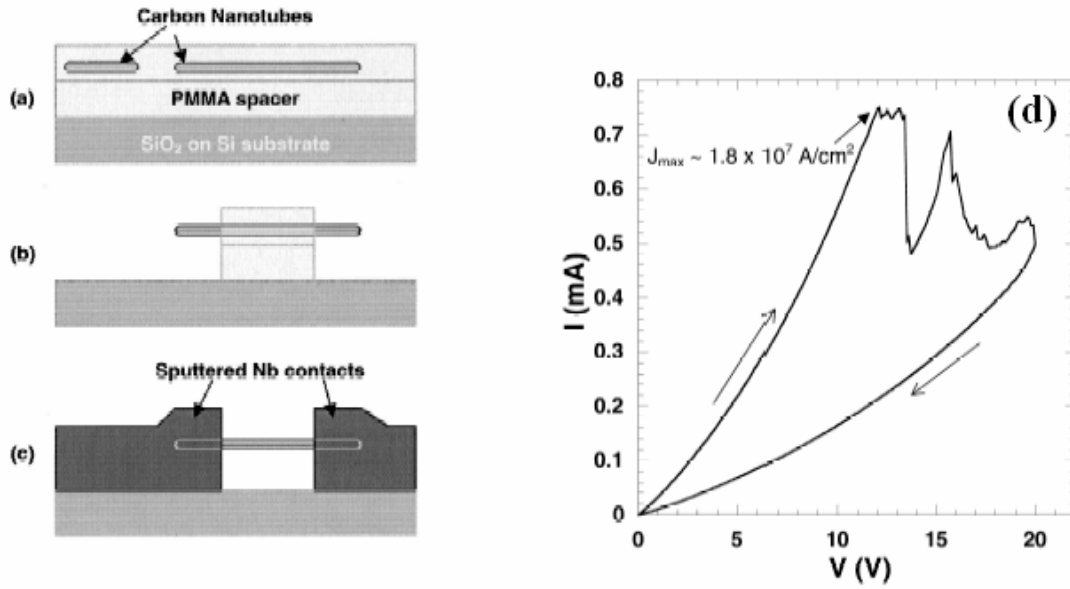 Carbon Nanotubes
(a)
PMMA spacer
SiO₂ on Si substrate
(b)
Sputtered Nb contacts
(c)
(d)
0.8
0.7
0.6
0.5
0.4
0.3
0.2
0.1
0
I (mA)
J_max ~ 1.8 x 10⁷ A/cm²
0 5 10 15 20
V (V)